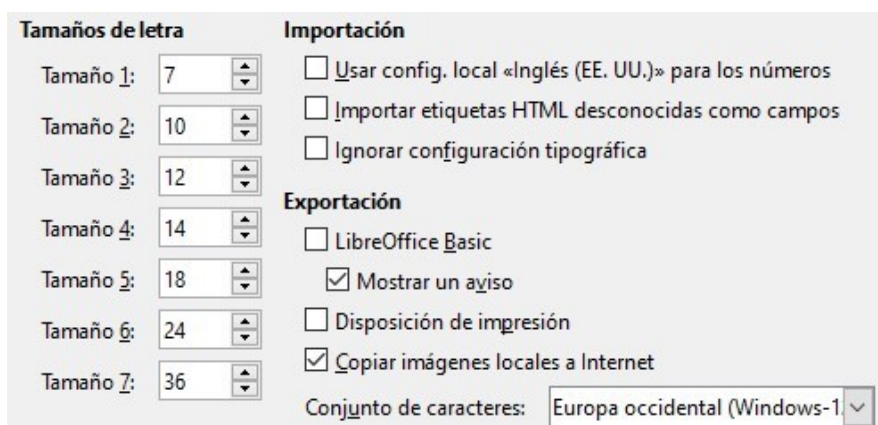 Tamaños de letra
Tamaño 1: 7
Tamaño 2: 10
Tamaño 3: 12
Tamaño 4: 14
Tamaño 5: 18
Tamaño 6: 24
Tamaño 7: 36
Importación
Usar config. local «Inglés (EE. UU.)» para los números
Importar etiquetas HTML desconocidas como campos
Ignorar configuración tipográfica
Exportación
LibreOffice Basic
Mostrar un aviso
Disposición de impresión
Copiar imágenes locales a Internet
Conjunto de caracteres: Europa occidental (Windows-1